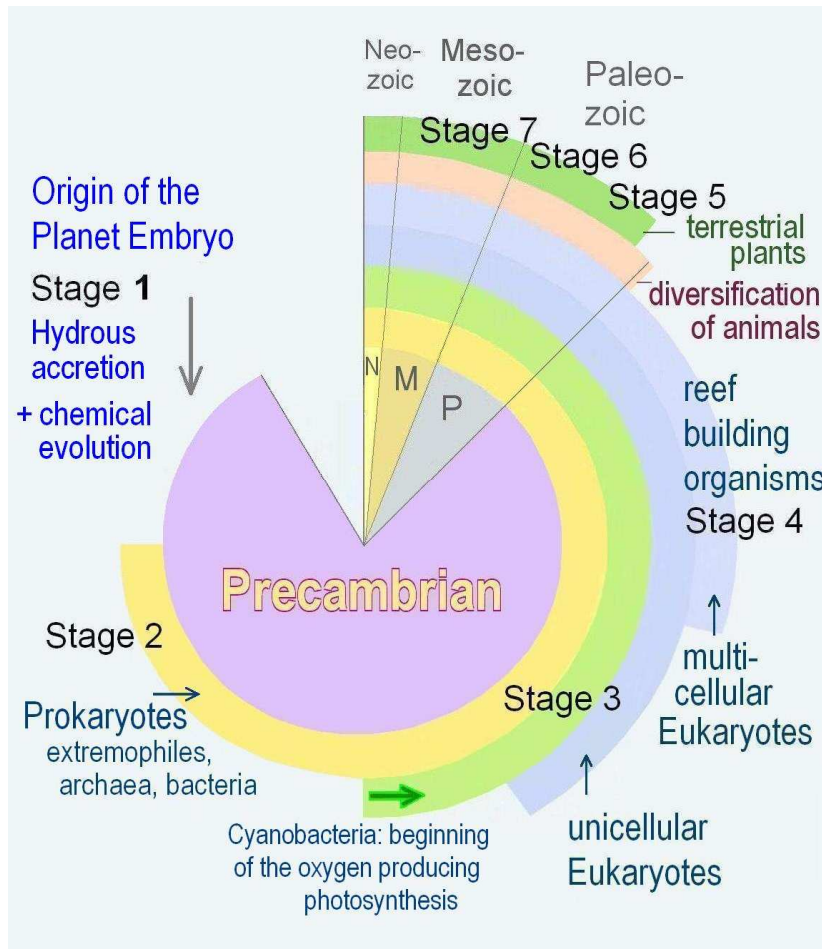 Neo-
zoic
Meso-
zoic
Paleo-
zoic
Stage 7
Stage 6
Stage 5
terrestrial
plants
diversification
of animals
Origin of the
Planet Embryo
Stage 1
Hydrous
accretion
+ chemical
evolution
N
M
P
reef
building
organisms
Stage 4
Precambrian
Stage 2
Prokaryotes
extremophiles,
archaea, bacteria
Stage 3
multi-
cellular
Eukaryotes
unicellular
Eukaryotes
Cyanobacteria: beginning
of the oxygen producing
photosynthesis